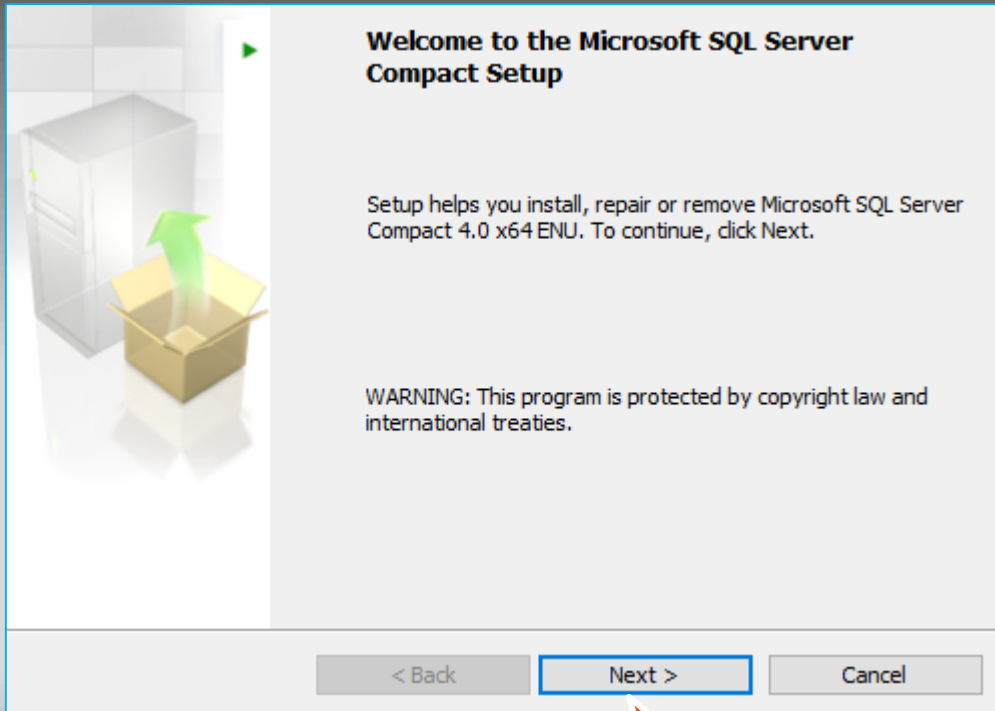 Welcome to the Microsoft SQL Server
Compact Setup
Setup helps you install, repair or remove Microsoft SQL Server
Compact 4.0 x64 ENU. To continue, click Next.
WARNING: This program is protected by copyright law and
international treaties.
< Back
Next >
Cancel